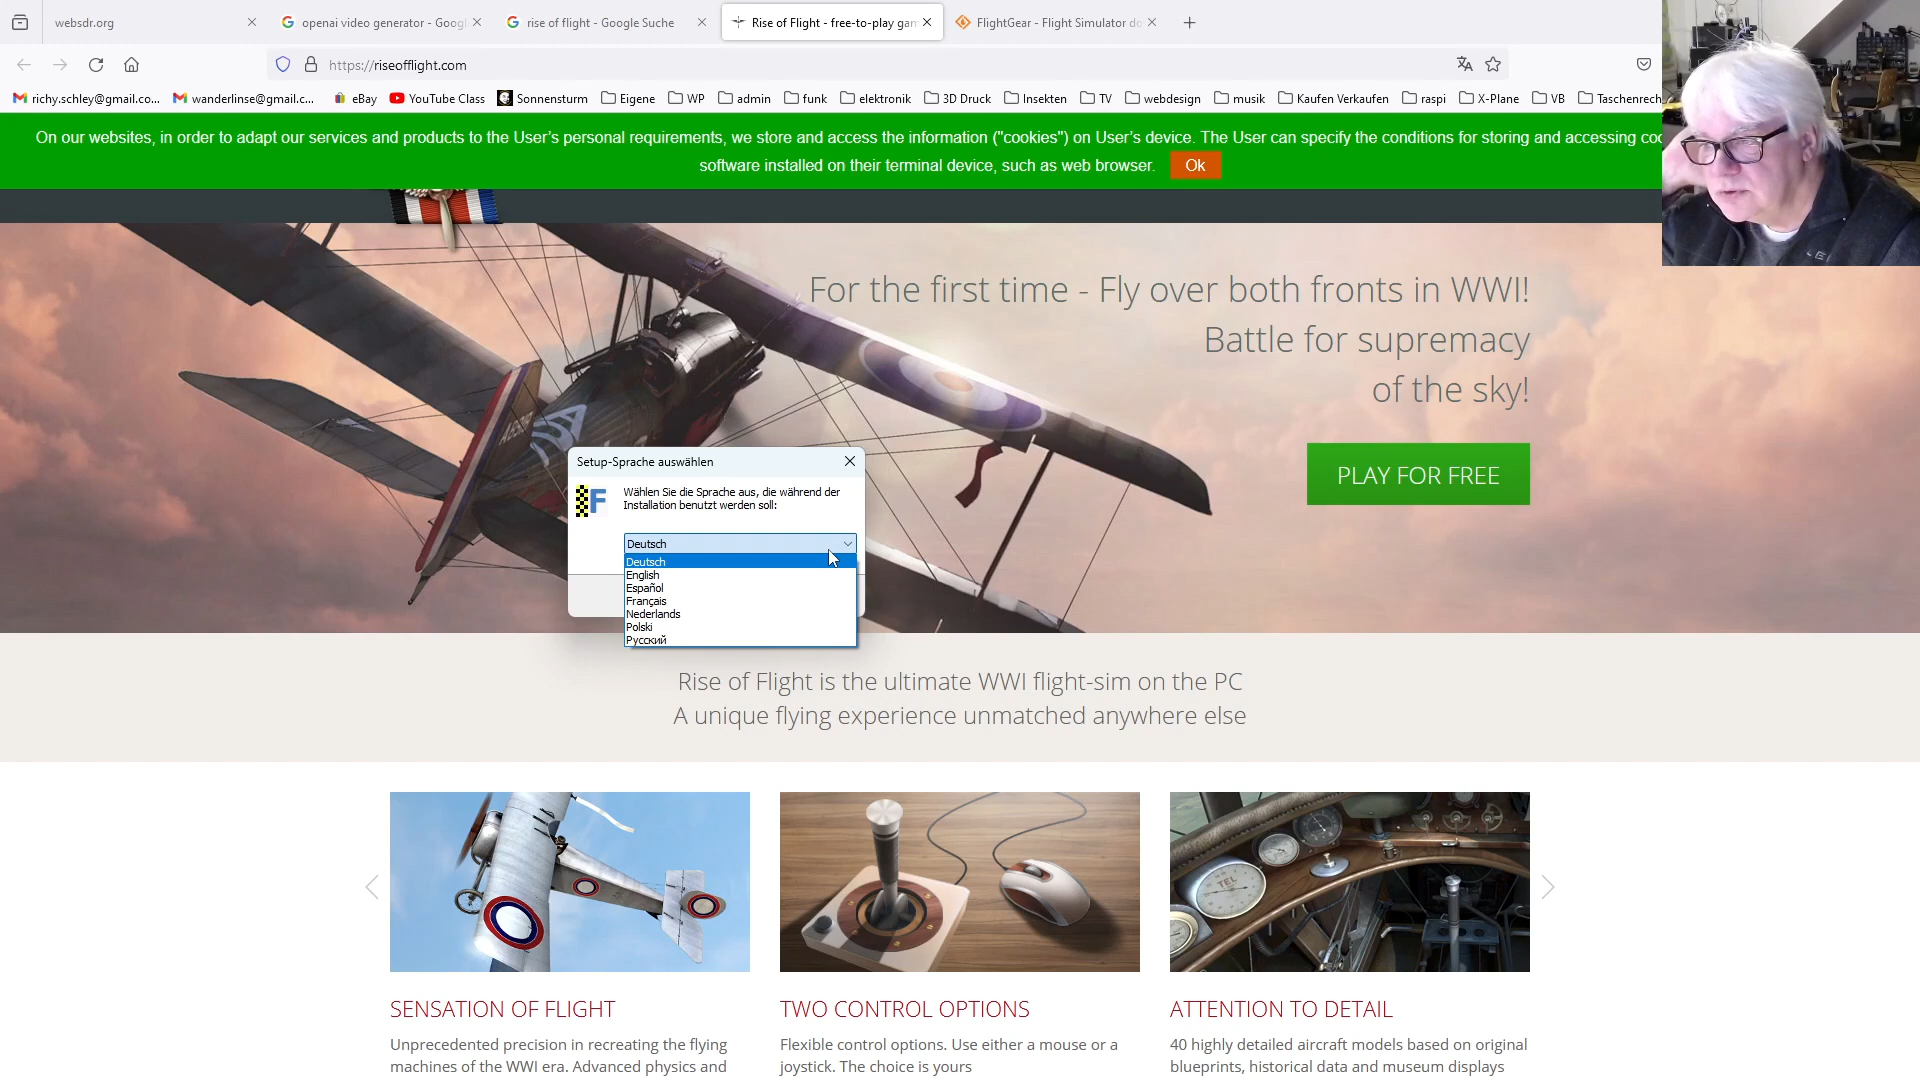 websdr.org
openai video generator - Googl
rise of flight - Google Suche
Rise of Flight - free-to-play gam
FlightGear - Flight Simulator do
https://riseofflight.com
richy.schley@gmail.co...
wanderlinse@gmail.c...
eBay
YouTube Class
Sonnensturm
Eigene
WP
admin
funk
elektronik
3D Druck
Insekten
TV
webdesign
musik
Kaufen Verkaufen
raspi
X-Plane
VB
Taschenrech
On our websites, in order to adapt our services and products to the User's personal requirements, we store and access the information ("cookies") on User's device. The User can specify the conditions for storing and accessing coo
software installed on their terminal device, such as web browser.
Ok
For the first time - Fly over both fronts in WWI!
Battle for supremacy
of the sky!
PLAY FOR FREE
Setup-Sprache auswählen
F
Wählen Sie die Sprache aus, die während der
Installation benutzt werden soll:
Deutsch
Deutsch
English
Español
Français
Nederlands
Polski
Русский
Rise of Flight is the ultimate WWI flight-sim on the PC
A unique flying experience unmatched anywhere else
TEL
SENSATION OF FLIGHT
Unprecedented precision in recreating the flying
machines of the WWI era. Advanced physics and
TWO CONTROL OPTIONS
Flexible control options. Use either a mouse or a
joystick. The choice is yours
ATTENTION TO DETAIL
40 highly detailed aircraft models based on original
blueprints, historical data and museum displays